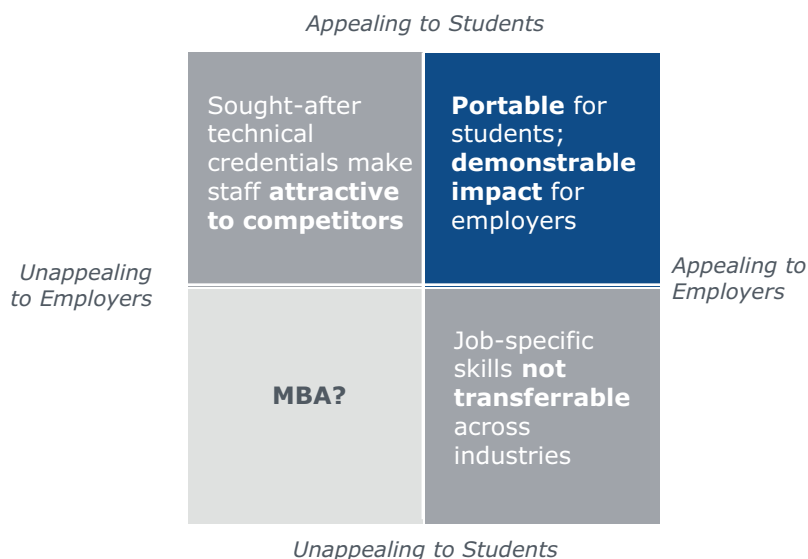 Appealing to Students
Sought-after
technical
credentials make
staff attractive
to competitors
Portable for
students;
demonstrable
impact for
employers
Unappealing
to Employers
Appealing to
Employers
MBA?
Job-specific
skills not
transferrable
across
industries
Unappealing to Students